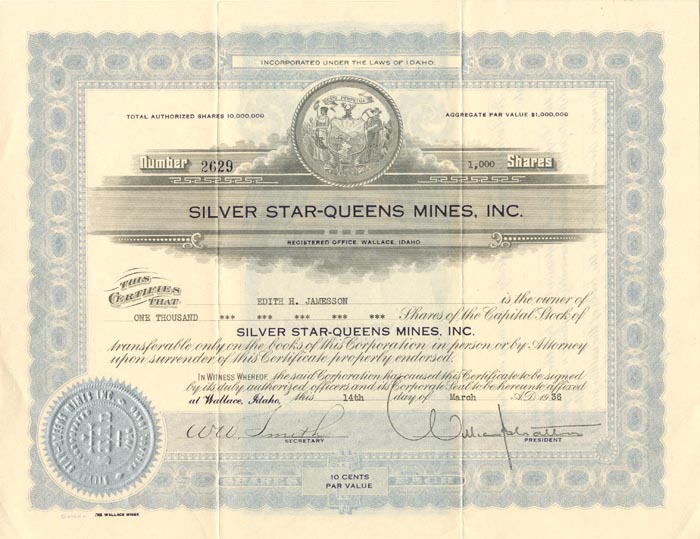 INCORPORATED UNDER THE LAWS OF IDAHO.
TOTAL AUTHORIZED SHARES 10,000,000
AGGREGATE PAR VALUE $1,000,000
Number 2629
1,000 Shares
SILVER STAR-QUEENS MINES, INC.
REGISTERED OFFICE, WALLACE, IDAHO
THIS CERTIFIES THAT
EDITH H. JAMESSON is the owner of
ONE THOUSAND *** *** *** *** *** Shares of the Capital Stock of
SILVER STAR-QUEENS MINES, INC.
transferable only on the books of this Corporation in person or by Attorney
upon surrender of this Certificate properly endorsed.
IN WITNESS WHEREOF, the said Corporation has caused this Certificate to be signed
by its duly authorized officers and its Corporate Seal to be hereunto affixed
at Wallace, Idaho, this 14th day of March A.D. 1936
W. Smith
SECRETARY
PRESIDENT
SHARES
10 CENTS
PAR VALUE
THE WALLACE MINER